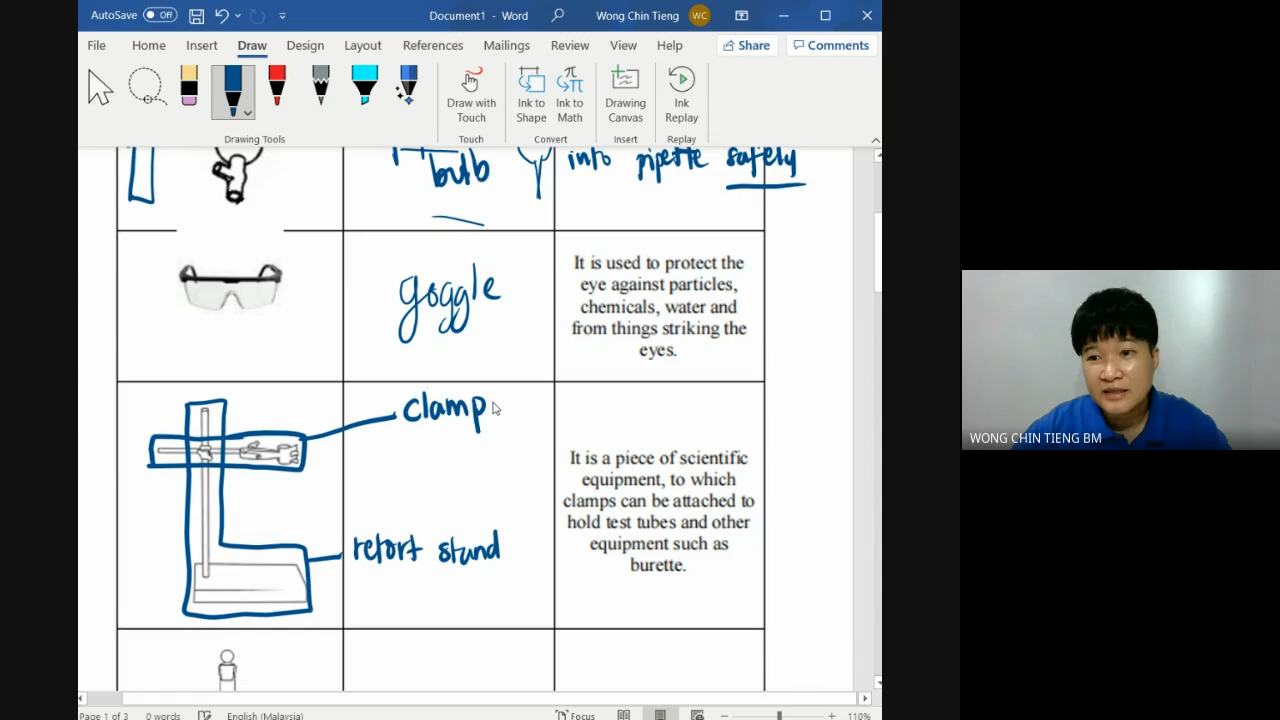 AutoSave Off Document1 - Word Wong Chin Tieng WC
File Home Insert Draw Design Layout References Mailings Review View Help Share Comments
Draw with Touch
Ink to Shape
Ink to Math
Drawing Canvas
Ink Replay
Drawing Tools Touch Convert Insert Replay
bulb
into pipette safely
goggle
It is used to protect the
eye against particles,
chemicals, water and
from things striking the
eyes.
clamp
retort stand
It is a piece of scientific
equipment, to which
clamps can be attached to
hold test tubes and other
equipment such as
burette.
WONG CHIN TIENG BM
Page 1 of 3 0 words English (Malaysia) Focus 110%